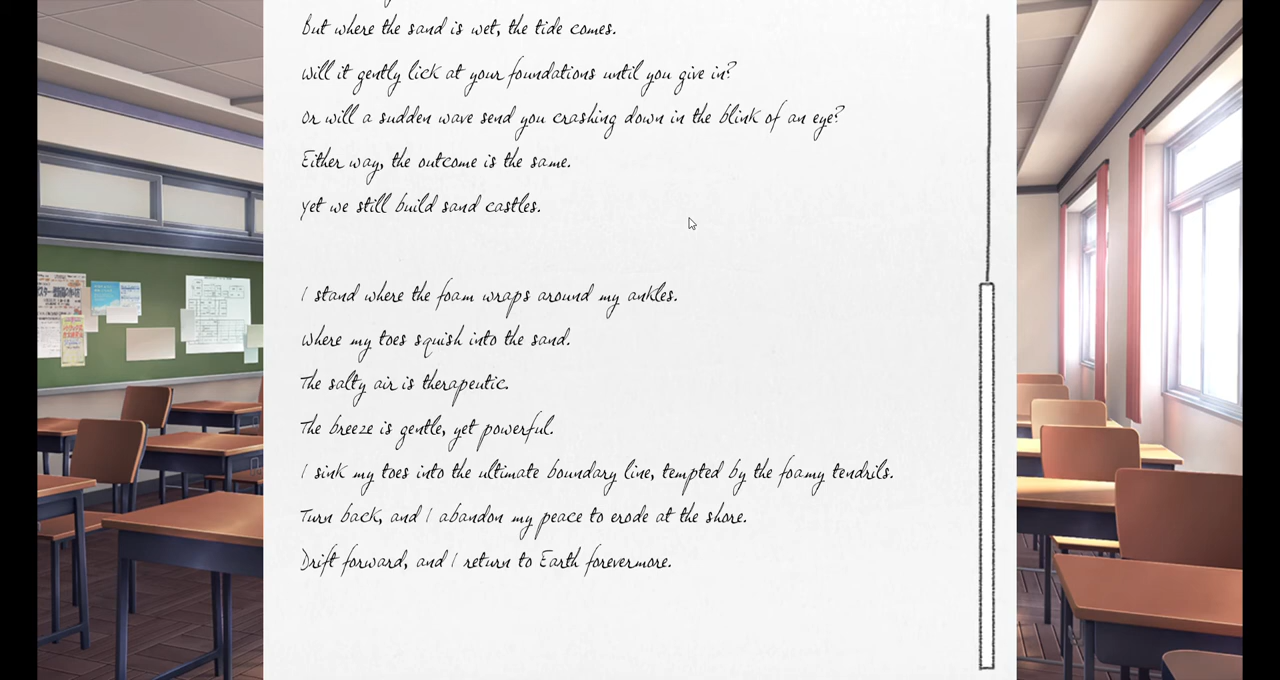 But where the sand is wet, the tide comes.
Will it gently lick at your foundations until you give in?
Or will a sudden wave send you crashing down in the blink of an eye?
Either way, the outcome is the same.
Yet we still build sand castles.
I stand where the foam wraps around my ankles.
Where my toes squish into the sand.
The salty air is therapeutic.
The breeze is gentle, yet powerful.
I sink my toes into the ultimate boundary line, tempted by the foamy tendrils.
Turn back, and I abandon my peace to erode at the shore.
Drift forward, and I return to Earth forevermore.